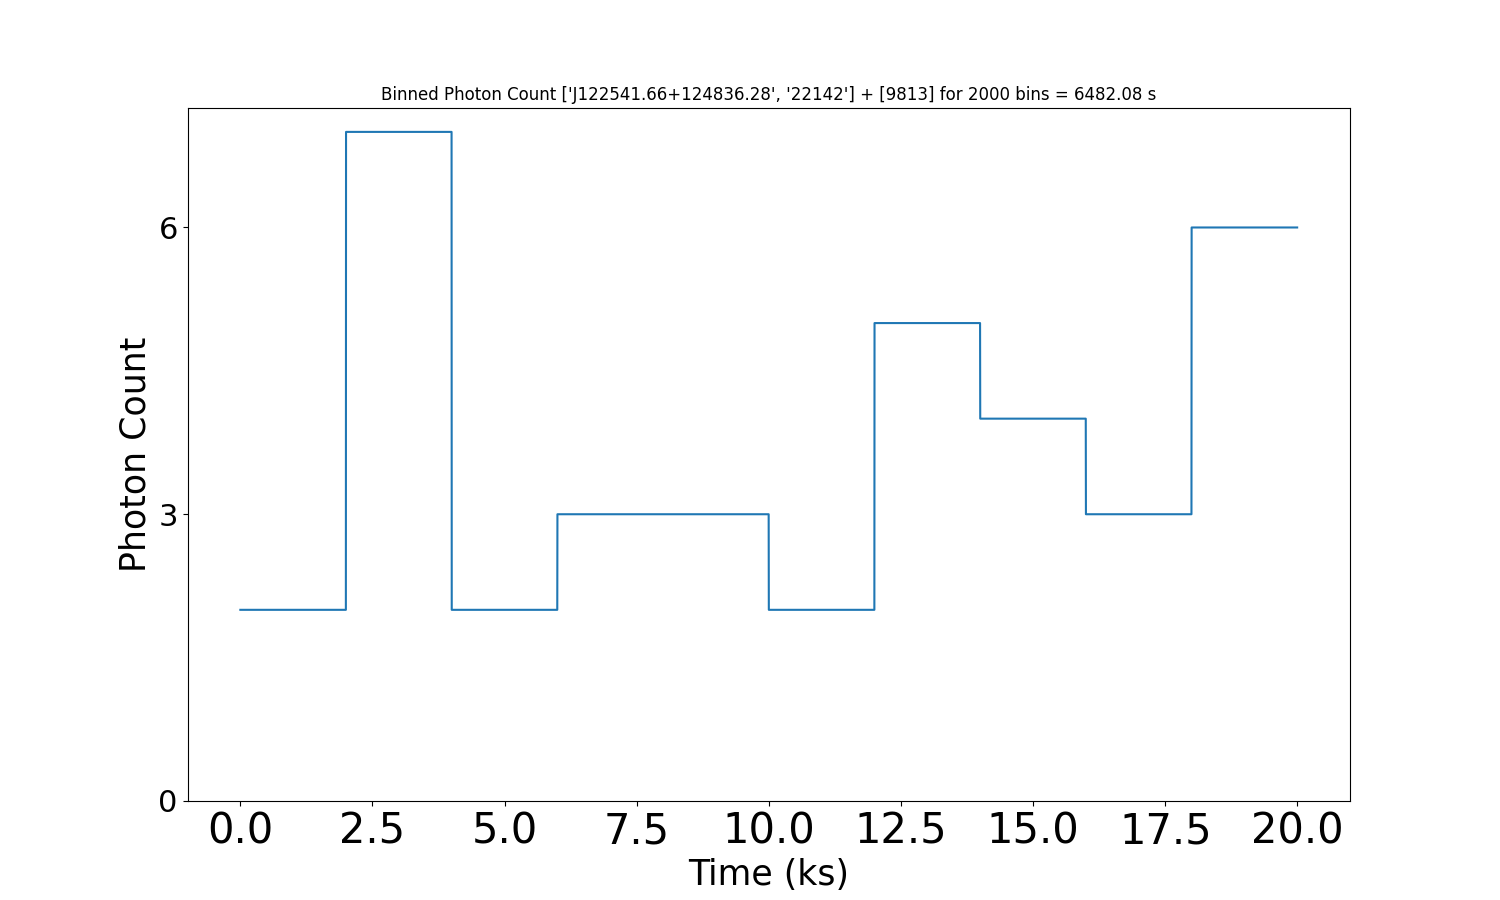 Binned Photon Count ['J122541.66+124836.28', '22142'] + [9813] for 2000 bins = 6482.08 s
6
3
0
Photon Count
0.0 2.5 5.0 7.5 10.0 12.5 15.0 17.5 20.0
Time (ks)